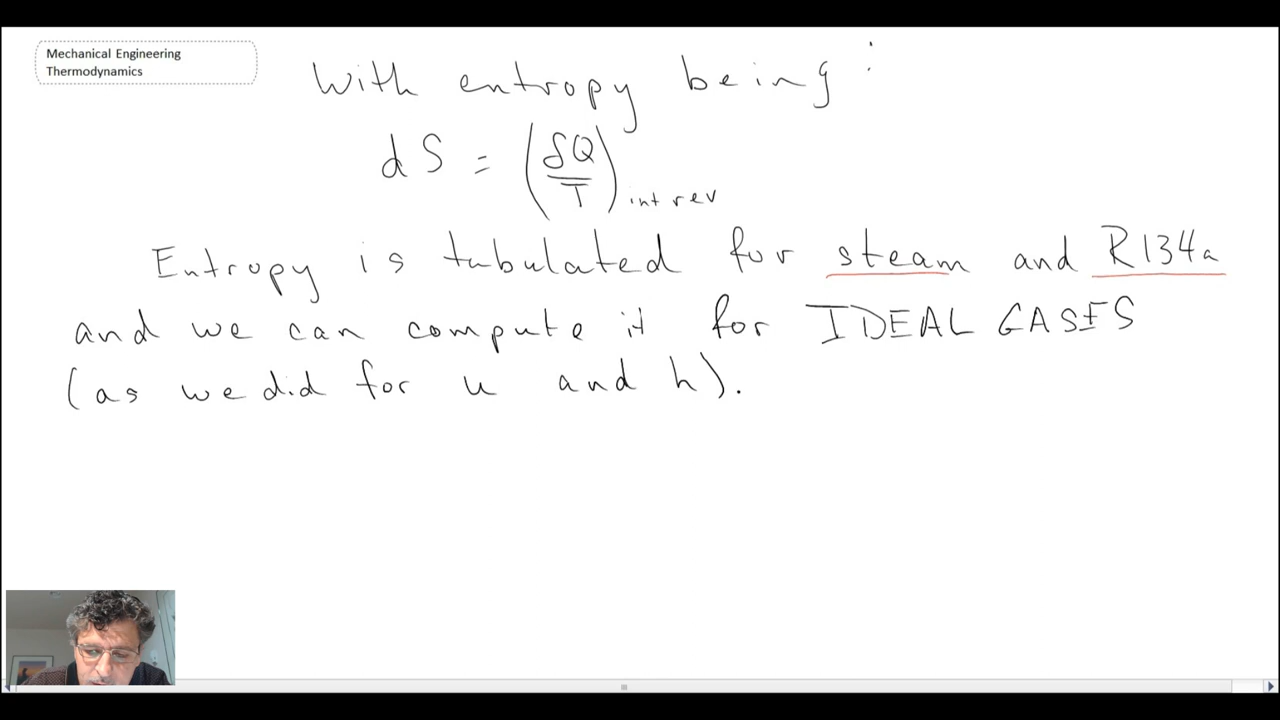 Mechanical Engineering
Thermodynamics
With entropy being :
dS = (δQ/T) int rev
Entropy is tabulated for steam and R134a
and we can compute it for IDEAL GASES
(as we did for u and h).